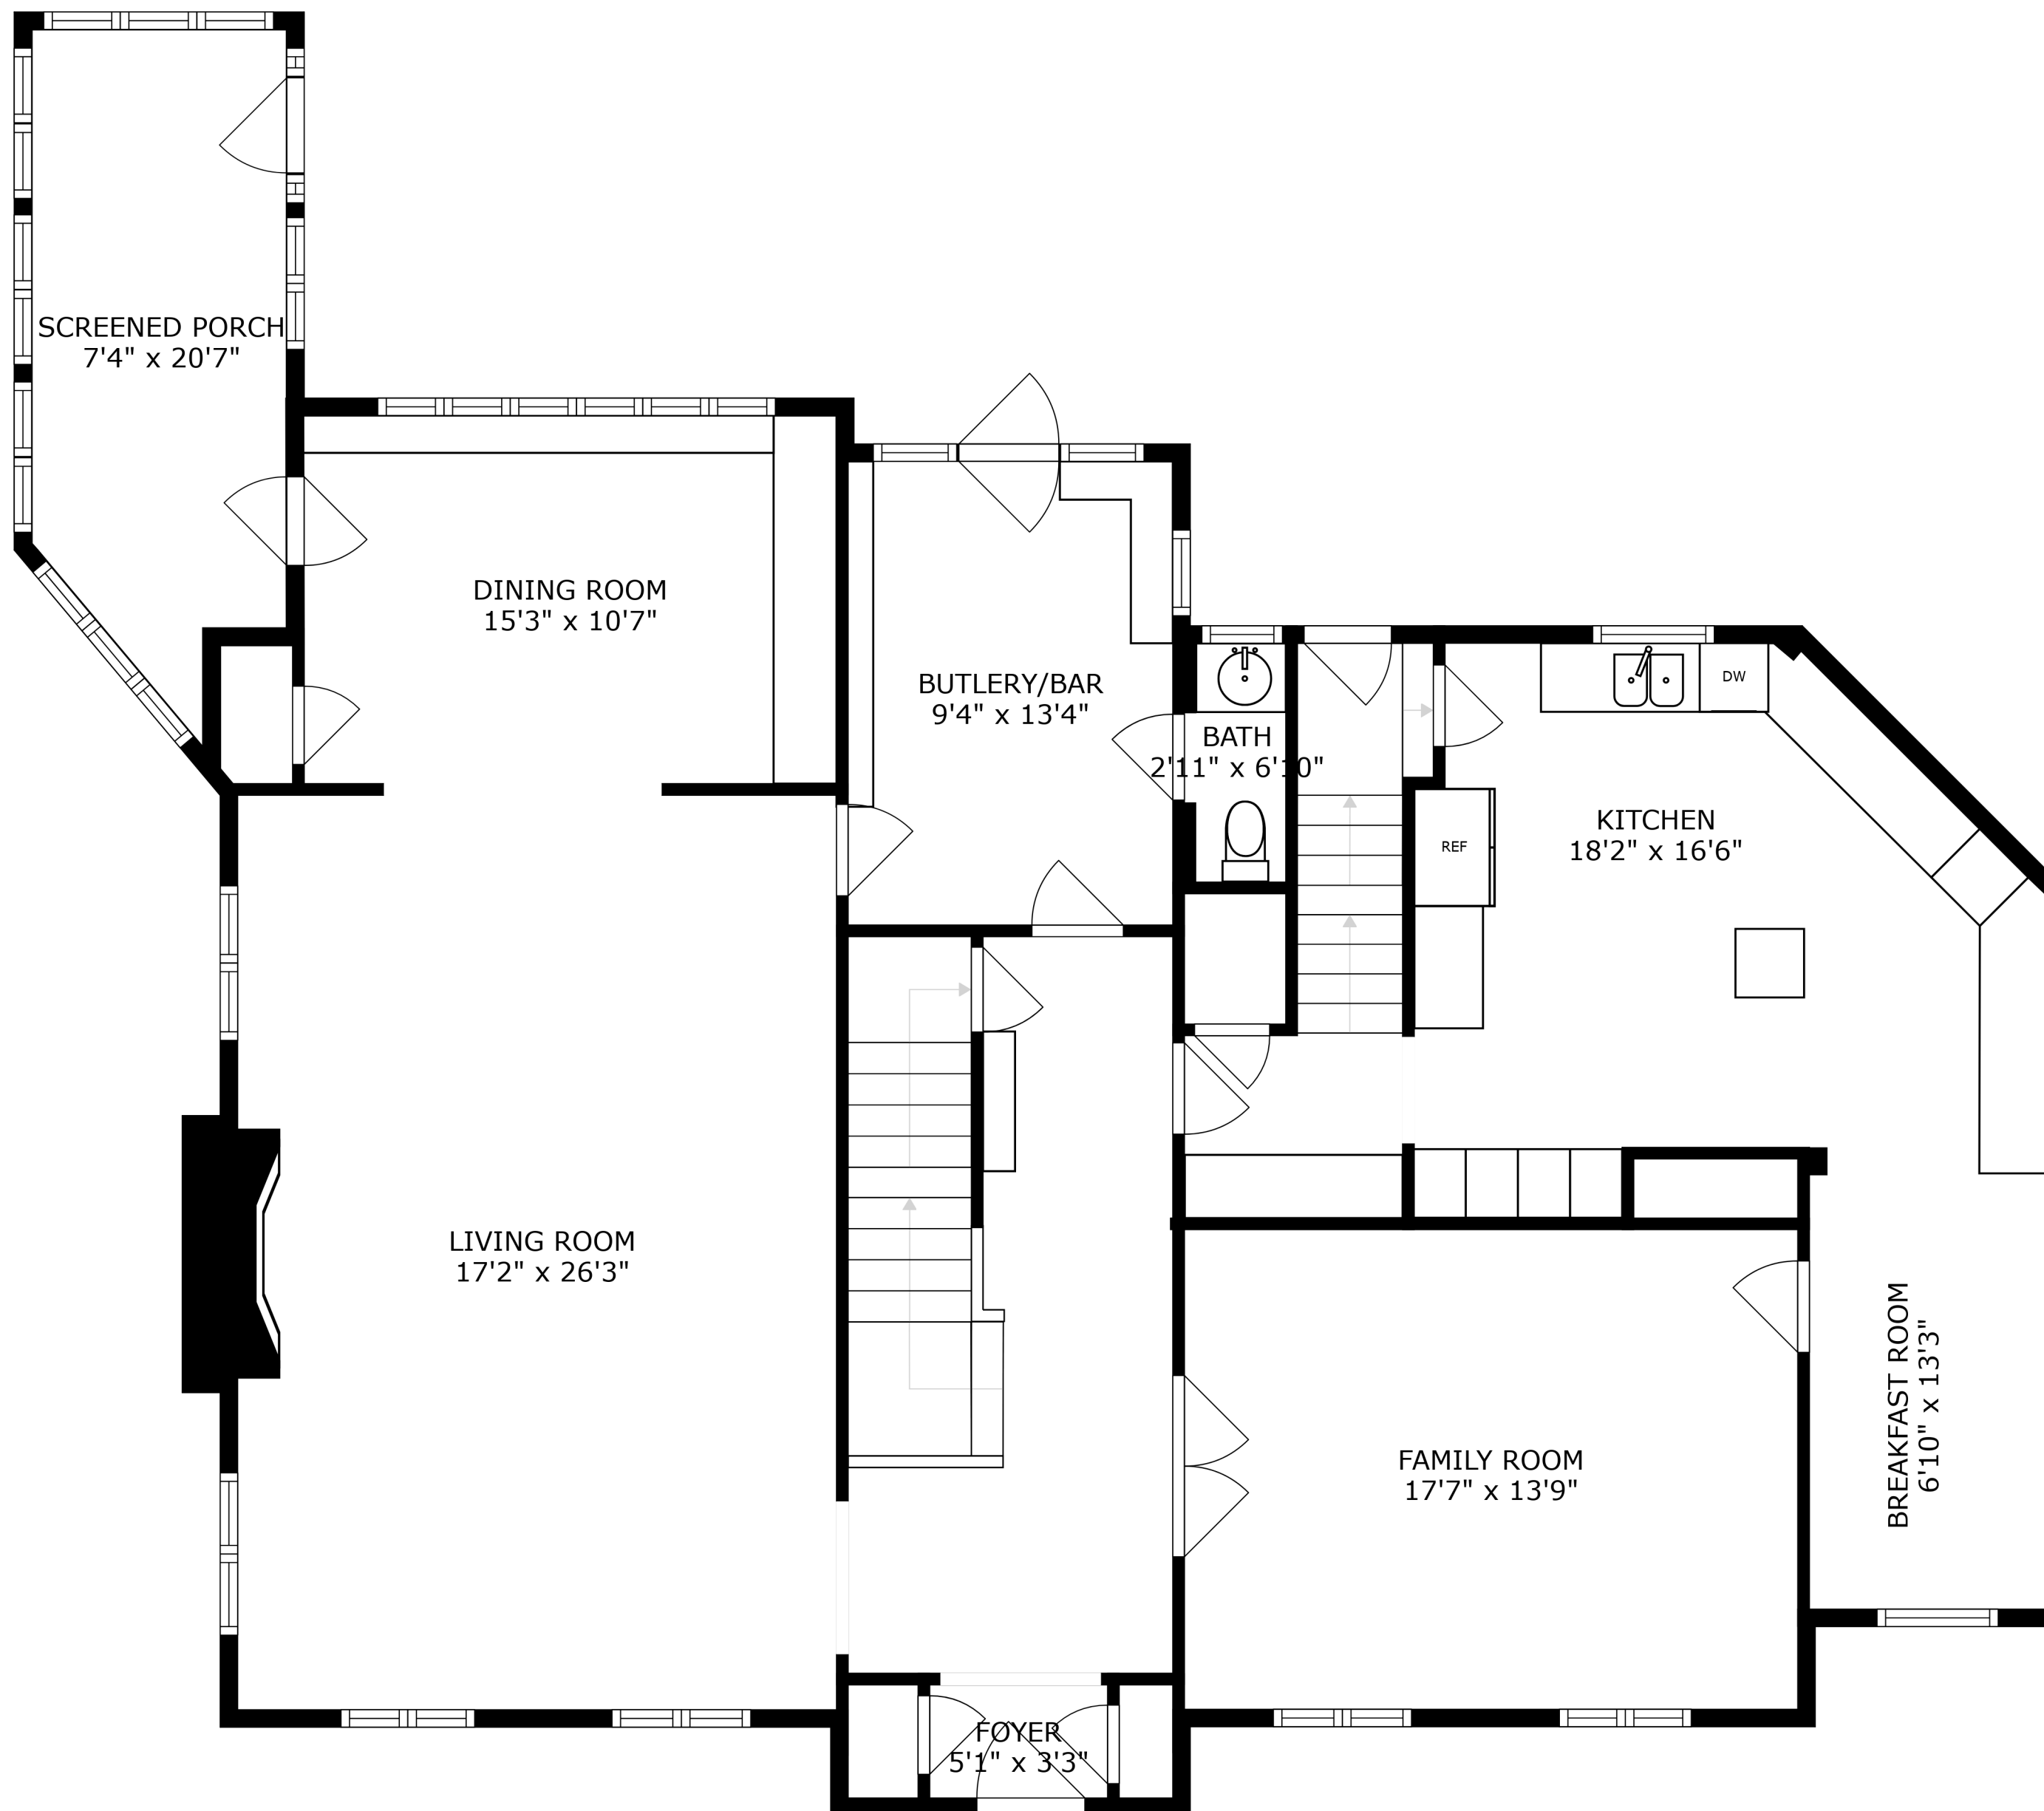 SCREENED PORCH
7'4" x 20'7"
DINING ROOM
15'3" x 10'7"
BUTLERY/BAR
9'4" x 13'4"
BATH
2'11" x 6'10"
DW
KITCHEN
18'2" x 16'6"
REF
LIVING ROOM
17'2" x 26'3"
FAMILY ROOM
17'7" x 13'9"
BREAKFAST ROOM
6'10" x 13'3"
FOYER
5'1" x 3'3"